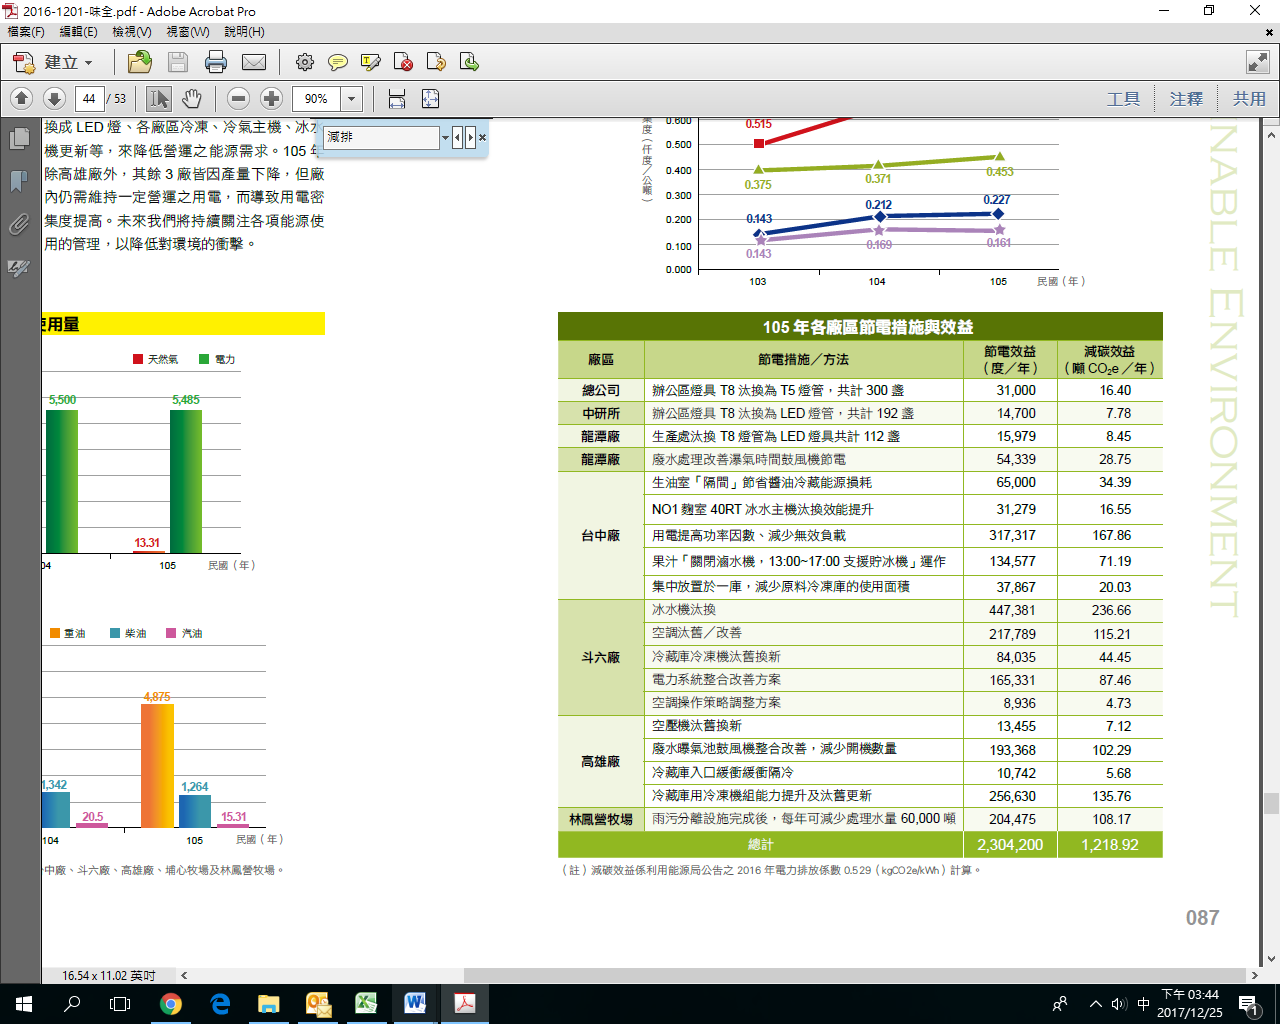 2016-1201-味全.pdf - Adobe Acrobat Pro
檔案(F) 編輯(E) 檢視(V) 視窗(W) 說明(H)
建立
44 / 53 90% 工具 註釋 共用
減排
換成 LED 燈、各廠區冷凍、冷氣主機、冰水
機更新等，來降低營運之能源需求。105 年
除高雄廠外，其餘 3 廠皆因產量下降，但廠
內仍需維持一定營運之用電，而導致用電密
集度提高。未來我們將持續關注各項能源使
用的管理，以降低對環境的衝擊。
使用量
天然氣 電力
5,500 5,485
13.31
04 105 民國（年）
重油 柴油 汽油
4,875
1,342 1,264
20.5 15.31
104 105 民國（年）
中廠、斗六廠、高雄廠、埔心牧場及林鳳營牧場。
集度（仟度／公噸）
0.600
0.500
0.400
0.300
0.200
0.100
0.000
0.515
0.375 0.371 0.453
0.143 0.212 0.227
0.143 0.169 0.161
103 104 105 民國（年）
105 年各廠區節電措施與效益
廠區 節電措施／方法 節電效益（度／年） 減碳效益（噸 CO₂e ／年）
總公司 辦公區燈具 T8 汰換為 T5 燈管，共計 300 盞 31,000 16.40
中研所 辦公區燈具 T8 汰換為 LED 燈管，共計 192 盞 14,700 7.78
龍潭廠 生產處汰換 T8 燈管為 LED 燈具共計 112 盞 15,979 8.45
龍潭廠 廢水處理改善瀑氣時間鼓風機節電 54,339 28.75
台中廠 生油室「隔間」節省醬油冷藏能源損耗 65,000 34.39
NO1 麴室 40RT 冰水主機汰換效能提升 31,279 16.55
用電提高功率因數、減少無效負載 317,317 167.86
果汁「關閉滷水機，13:00~17:00 支援貯冰機」運作 134,577 71.19
集中放置於一庫，減少原料冷凍庫的使用面積 37,867 20.03
斗六廠 冰水機汰換 447,381 236.66
空調汰舊／改善 217,789 115.21
冷藏庫冷凍機汰舊換新 84,035 44.45
電力系統整合改善方案 165,331 87.46
空調操作策略調整方案 8,936 4.73
高雄廠 空壓機汰舊換新 13,455 7.12
廢水曝氣池鼓風機整合改善，減少開機數量 193,368 102.29
冷藏庫入口緩衝緩衝隔冷 10,742 5.68
冷藏庫用冷凍機組能力提升及汰舊更新 256,630 135.76
林鳳營牧場 雨污分離設施完成後，每年可減少處理水量 60,000 噸 204,475 108.17
總計 2,304,200 1,218.92
（註）減碳效益係利用能源局公告之 2016 年電力排放係數 0.529（kgCO2e/kWh）計算。
087
NABLE ENVIRONMENT
16.54 x 11.02 英吋
中
下午 03:44
2017/12/25
1